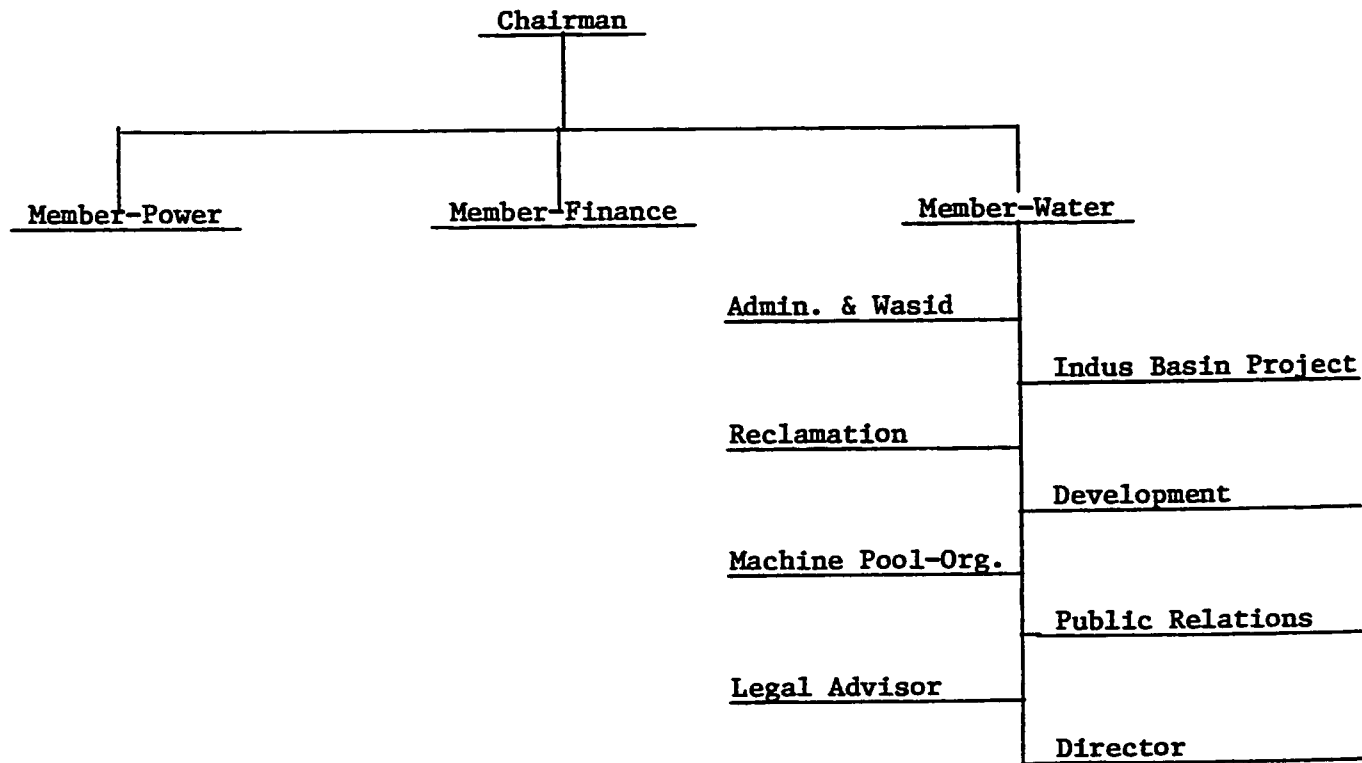 Chairman
Member-Power
Member-Finance
Member-Water
Admin. & Wasid
Indus Basin Project
Reclamation
Development
Machine Pool-Org.
Public Relations
Legal Advisor
Director